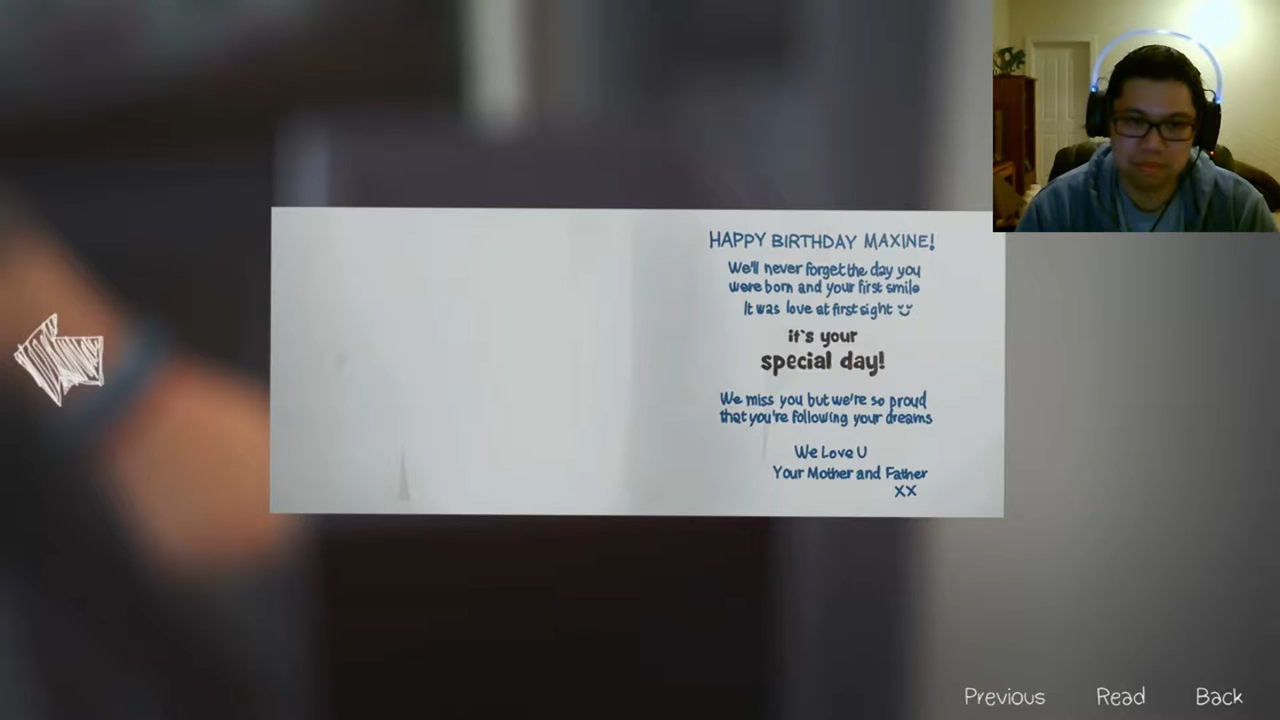 HAPPY BIRTHDAY MAXINE!
We'll never forget the day you
were born and your first smile
It was love at first sight
it's your
special day!
We miss you but we're so proud
that you're following your dreams
We Love U
Your Mother and Father
XX
Previous
Read
Back